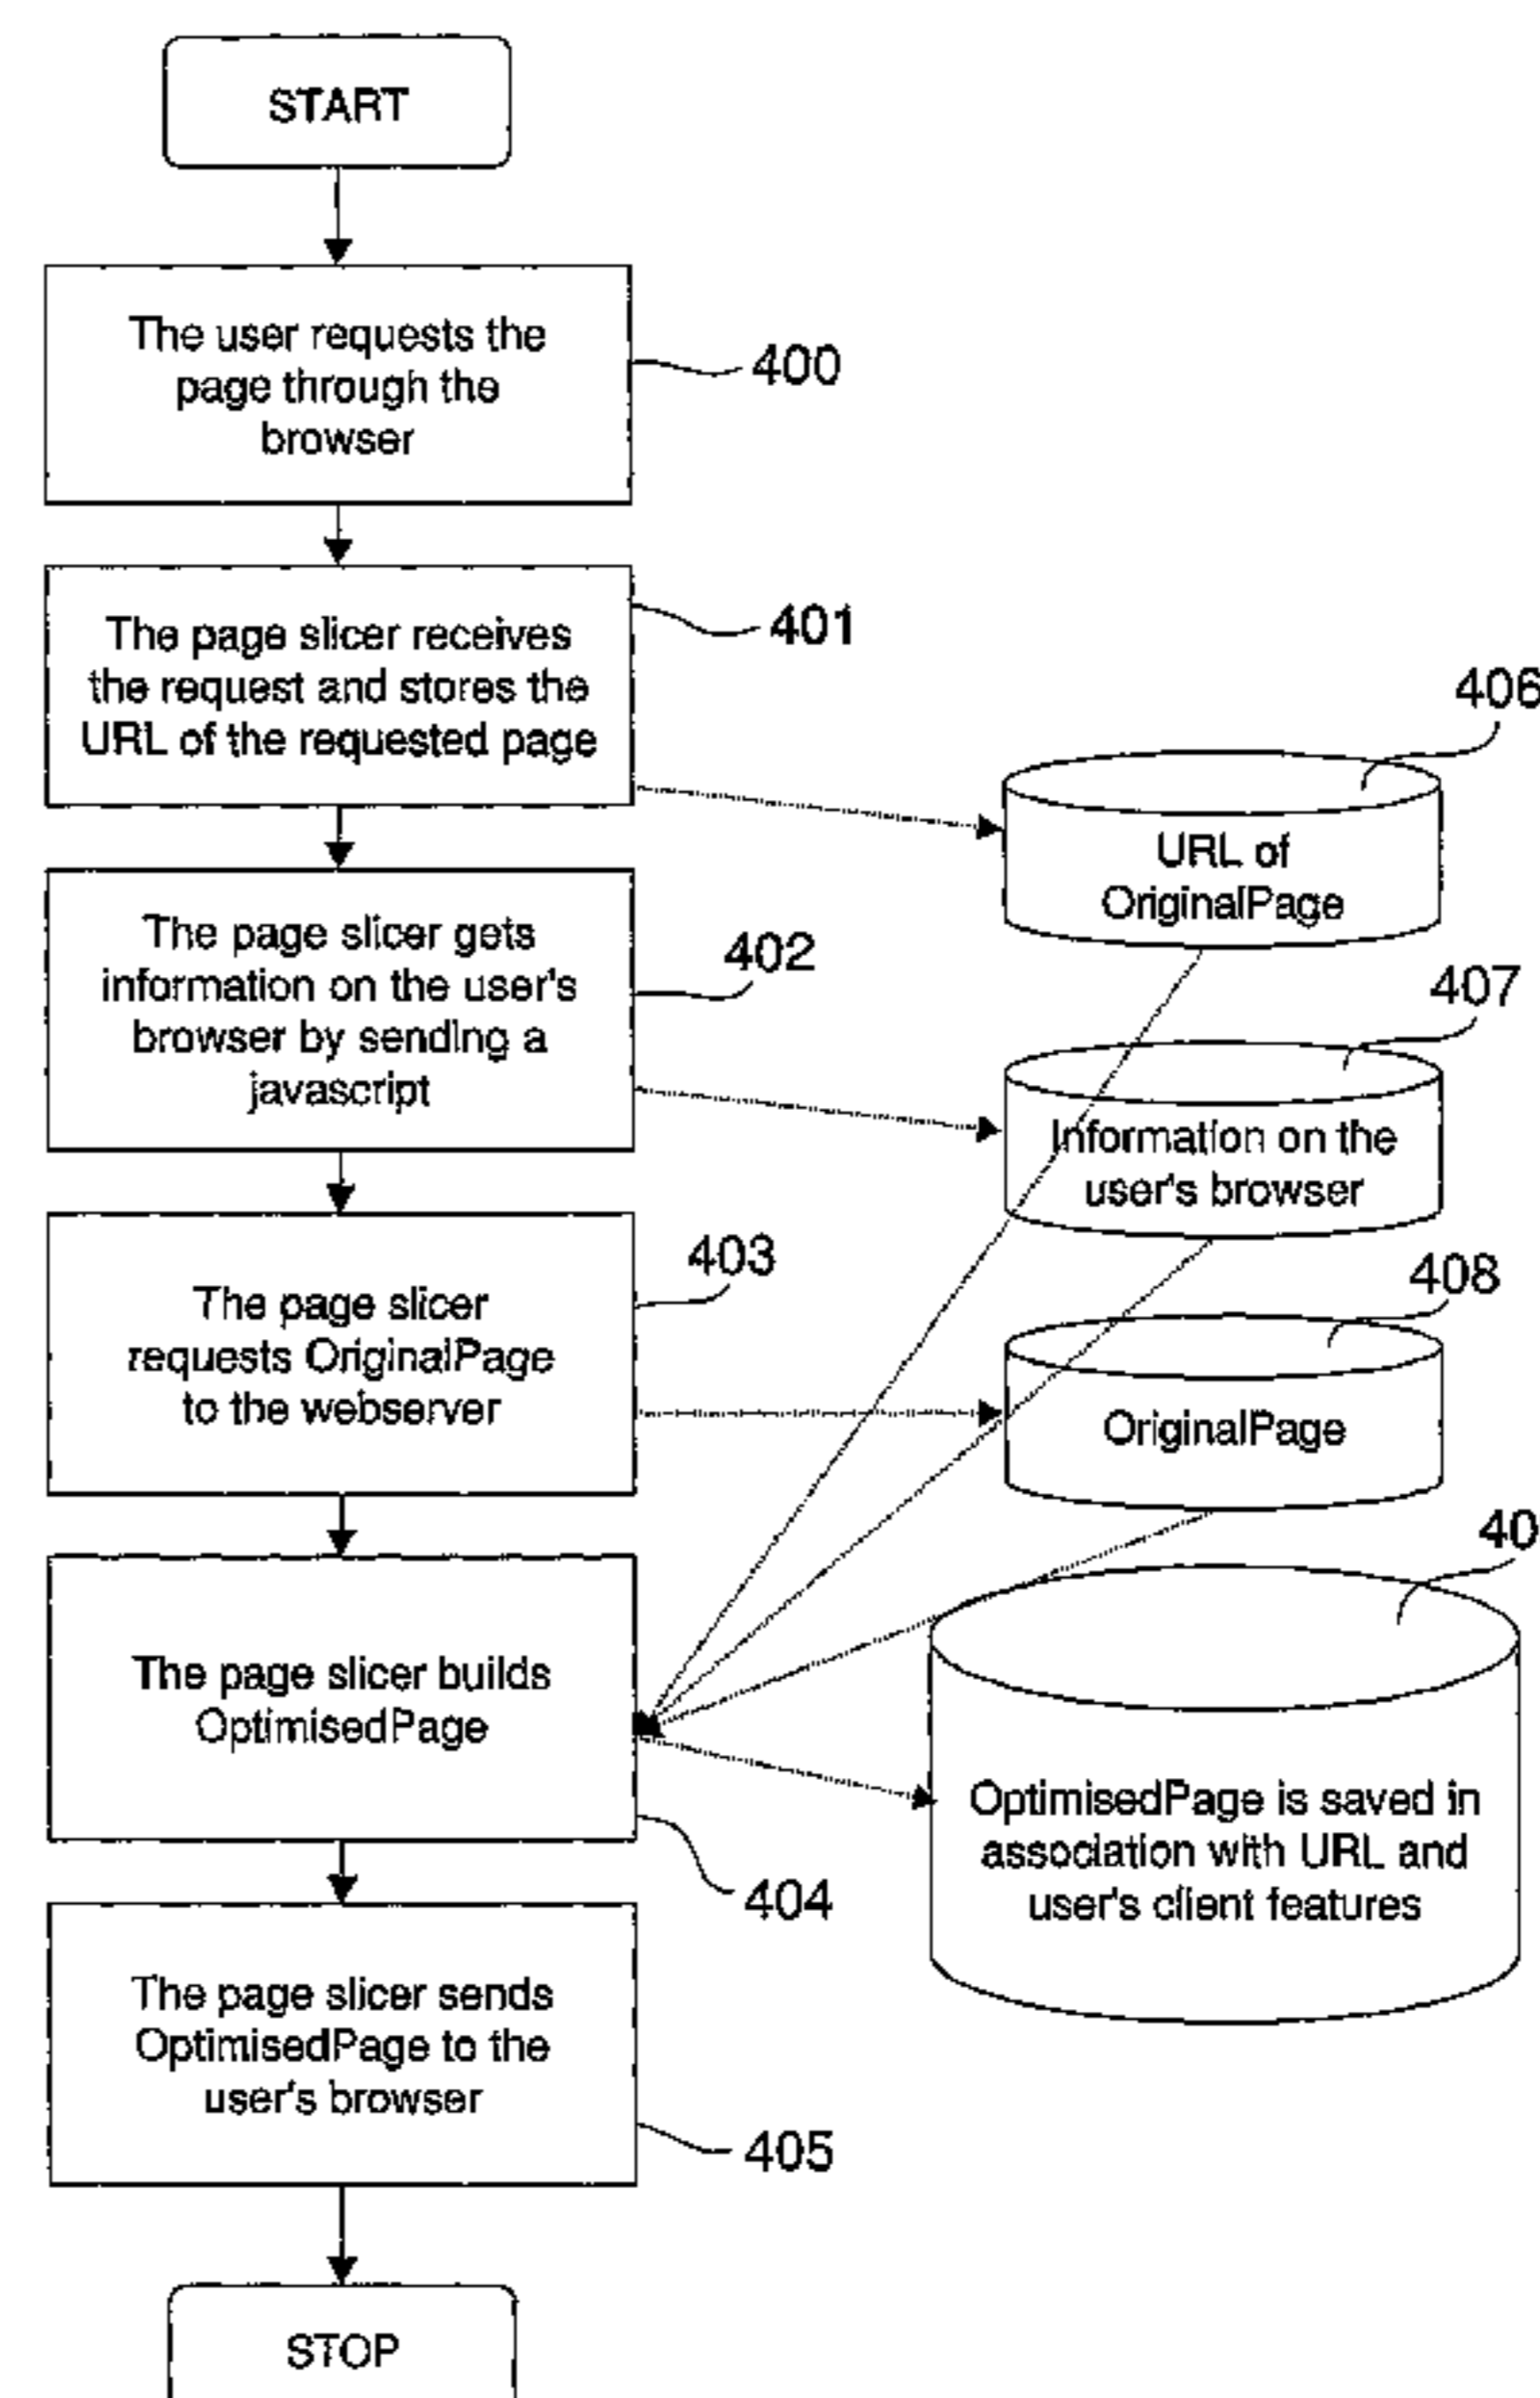 START
The user requests the
page through the
browser
400
The page slicer receives
the request and stores the
URL of the requested page
401
406
URL of
OriginalPage
The page slicer gets
information on the user's
browser by sending a
javascript
402
407
Information on the
user's browser
The page slicer
requests OriginalPage
to the webserver
403
408
OriginalPage
The page slicer builds
OptimisedPage
404
40
OptimisedPage is saved in
association with URL and
user's client features
The page slicer sends
OptimisedPage to the
user's browser
405
STOP